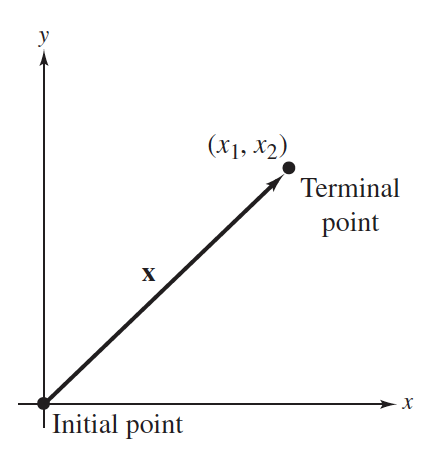 y
(x₁, x₂)
Terminal
point
x
x
Initial point